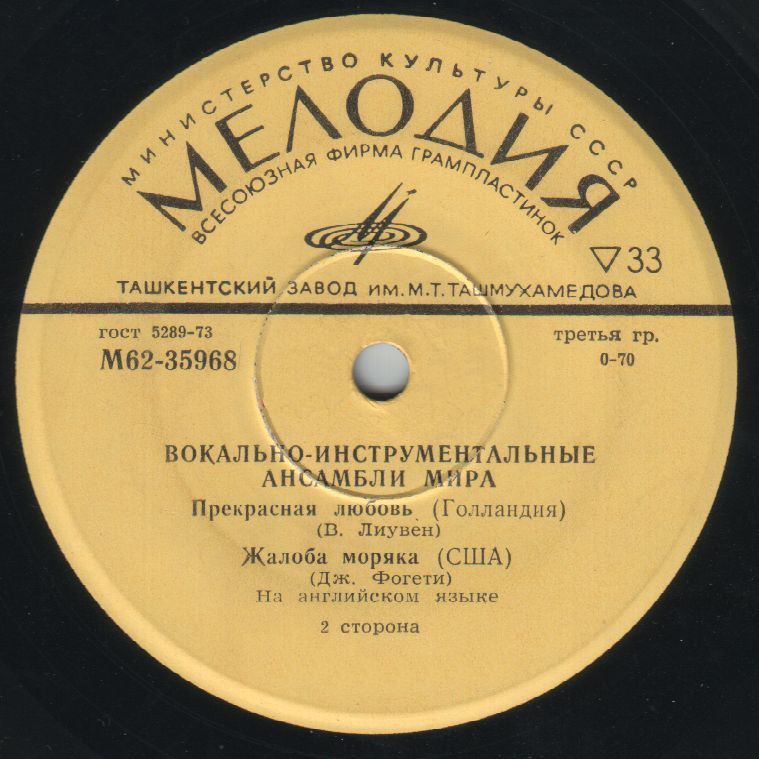 МИНИСТЕРСТВО КУЛЬТУРЫ СССР
МЕЛОДИЯ
ВСЕСОЮЗНАЯ ФИРМА ГРАМПЛАСТИНОК
▽33
ТАШКЕНТСКИЙ ЗАВОД ИМ. М.Т. ТАШМУХАМЕДОВА
гост 5289-73
третья гр.
М62-35968
0-70
ВОКАЛЬНО-ИНСТРУМЕНТАЛЬНЫЕ
АНСАМБЛИ МИРА
Прекрасная любовь (Голландия)
(В. Лиувен)
Жалоба моряка (США)
(Дж. Фогети)
На английском языке
2 сторона